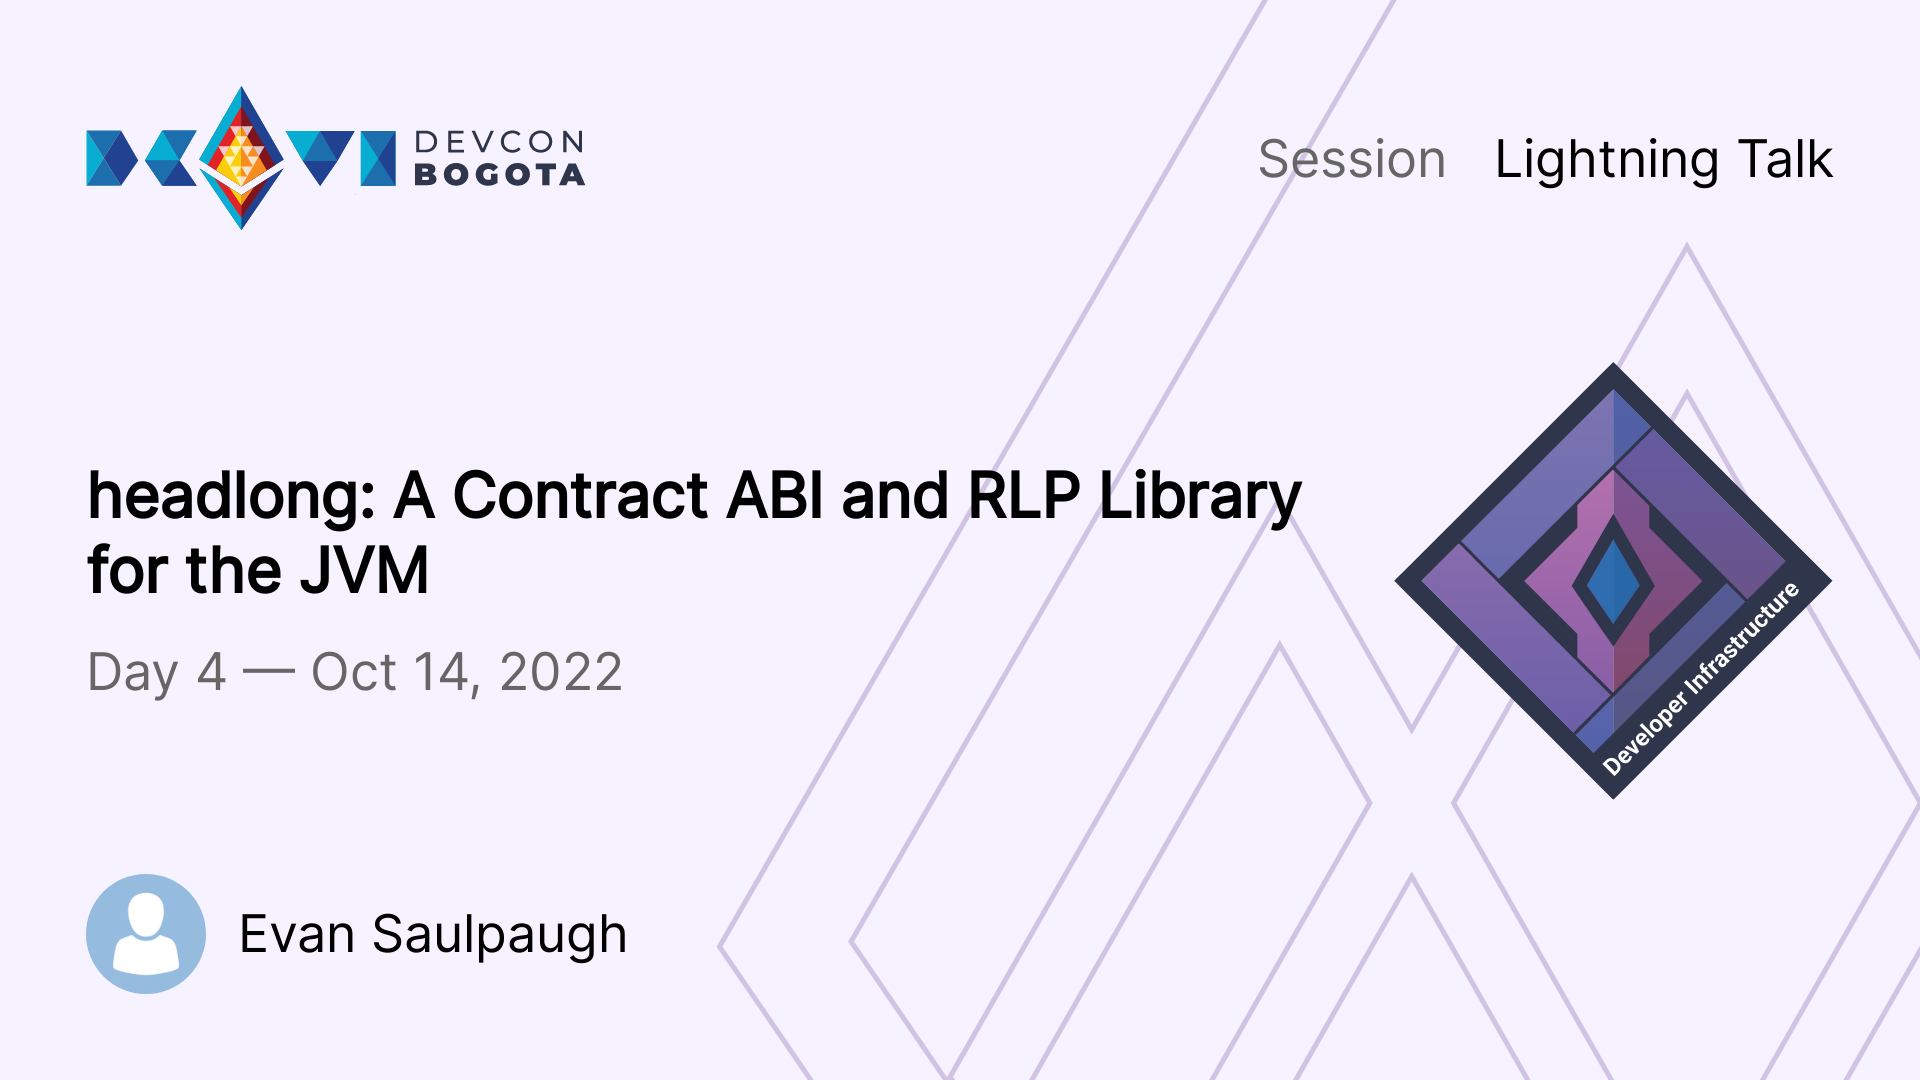 DEVCON
BOGOTA
Session Lightning Talk
headlong: A Contract ABI and RLP Library
for the JVM
Day 4 — Oct 14, 2022
Developer Infrastructure
Evan Saulpaugh